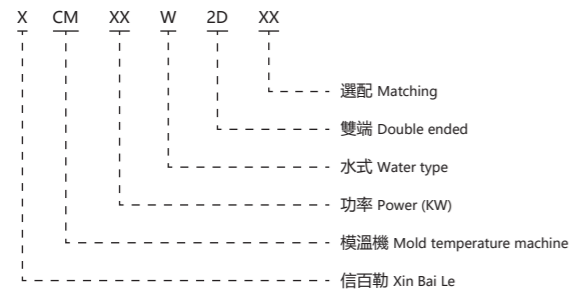 X CM XX W 2D XX
選配 Matching
雙端 Double ended
水式 Water type
功率 Power (KW)
模溫機 Mold temperature machine
信百勒 Xin Bai Le